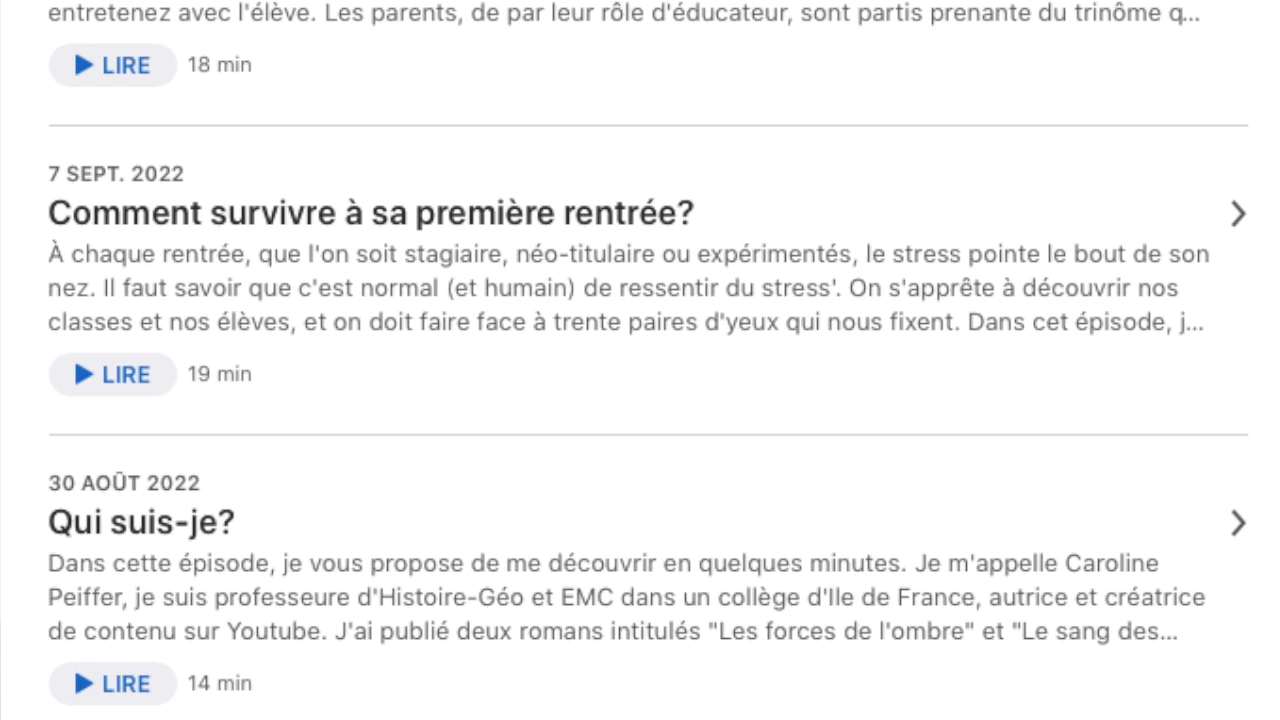 entretenez avec l'élève. Les parents, de par leur rôle d'éducateur, sont partis prenante du trinôme q...
LIRE 18 min
7 SEPT. 2022
Comment survivre à sa première rentrée?
À chaque rentrée, que l'on soit stagiaire, néo-titulaire ou expérimentés, le stress pointe le bout de son
nez. Il faut savoir que c'est normal (et humain) de ressentir du stress'. On s'apprête à découvrir nos
classes et nos élèves, et on doit faire face à trente paires d'yeux qui nous fixent. Dans cet épisode, j...
LIRE 19 min
30 AOÛT 2022
Qui suis-je?
Dans cette épisode, je vous propose de me découvrir en quelques minutes. Je m'appelle Caroline
Peiffer, je suis professeure d'Histoire-Géo et EMC dans un collège d'Ile de France, autrice et créatrice
de contenu sur Youtube. J'ai publié deux romans intitulés "Les forces de l'ombre" et "Le sang des...
LIRE 14 min